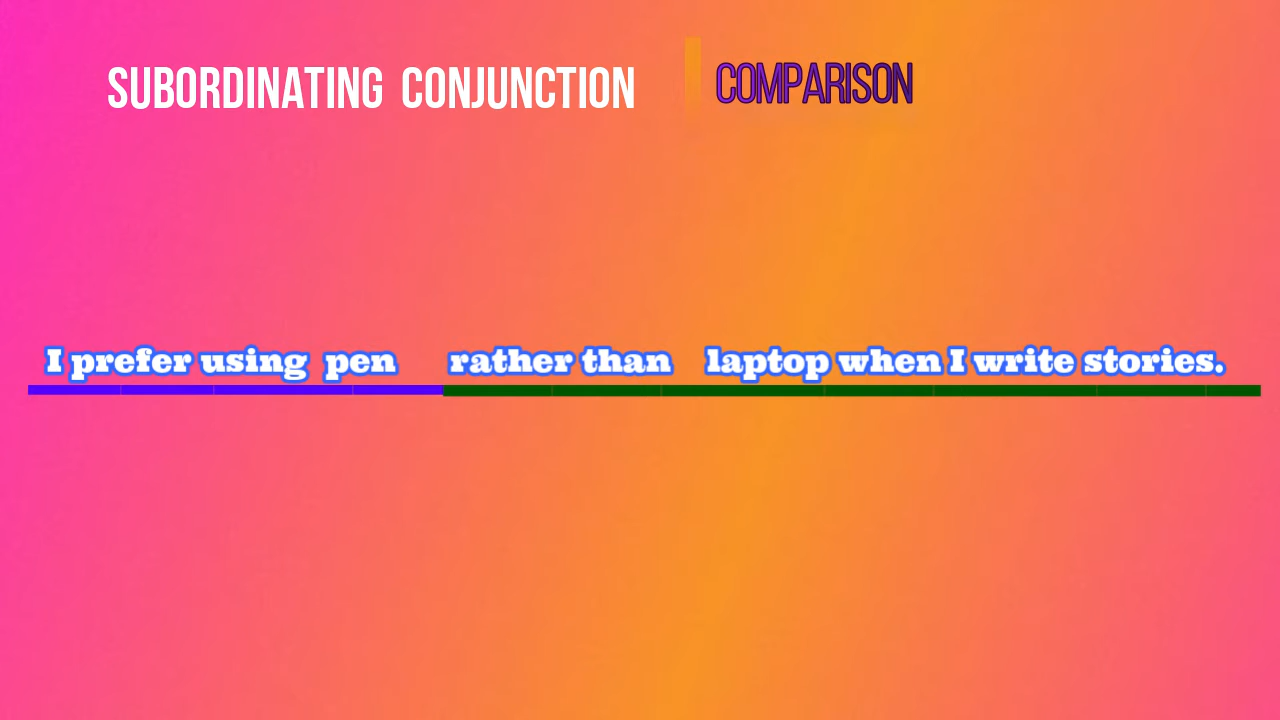 SUBORDINATING CONJUNCTION COMPARISON
I prefer using pen rather than laptop when I write stories.